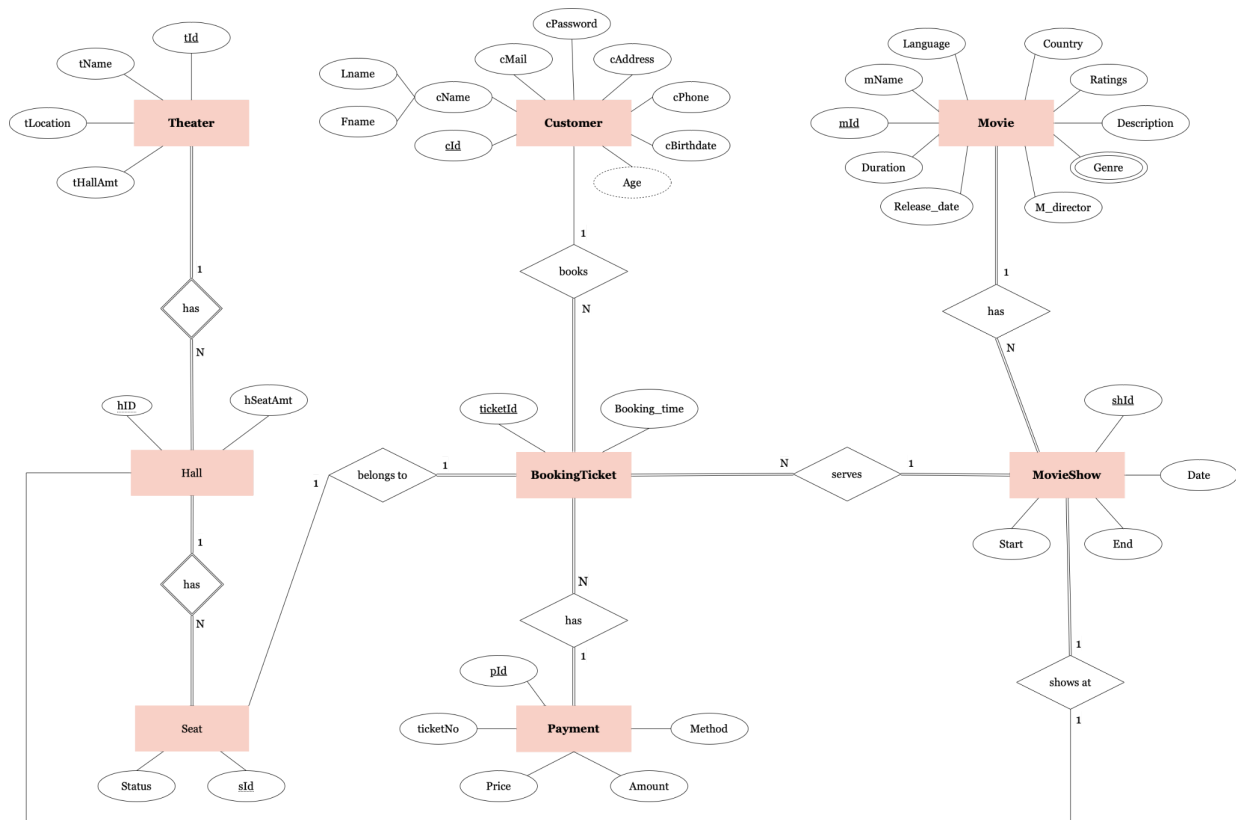 cPassword
tId
Language
Country
tName
cMail
cAddress
Lname
mName
Ratings
cName
cPhone
tLocation
Theater
Fname
Customer
mId
Movie
Description
cId
cBirthdate
Duration
Genre
tHallAmt
Age
Release_date
M_director
1
1
1
books
has
has
N
N
N
hID
hSeatAmt
ticketId
Booking_time
shId
Hall
belongs to
1
BookingTicket
N
serves
1
MovieShow
Date
1
Start
End
1
has
N
N
has
1
1
pId
shows at
1
Seat
ticketNo
Payment
Method
Status
sId
Price
Amount